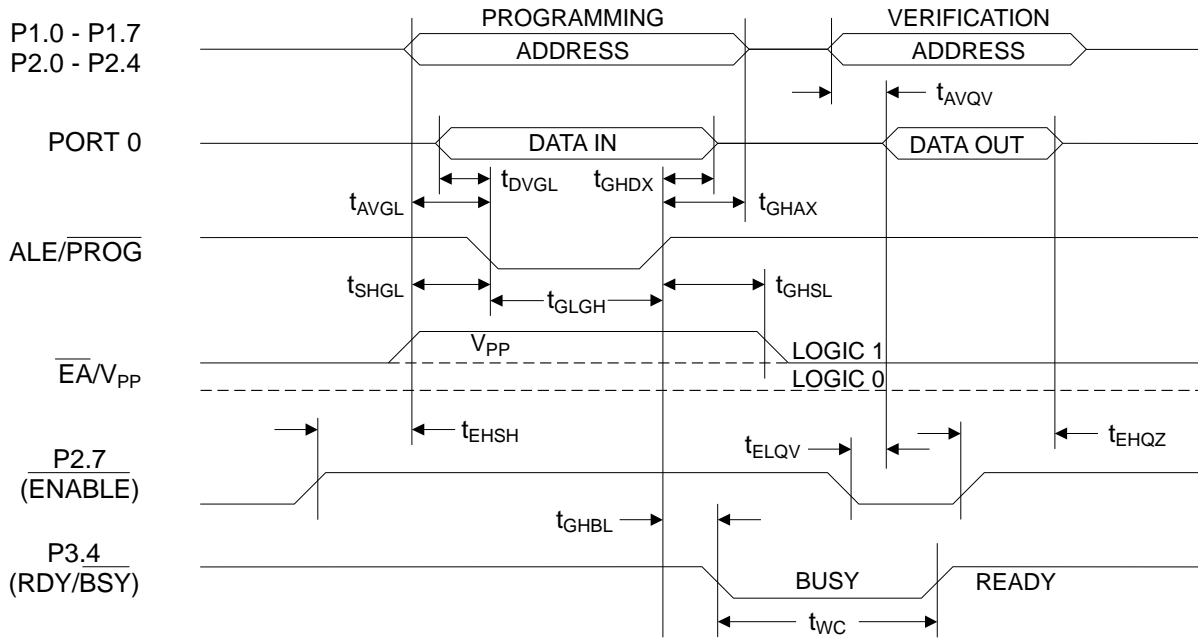 PROGRAMMING
VERIFICATION
P1.0 - P1.7
P2.0 - P2.4
ADDRESS
ADDRESS
tAVQV
PORT 0
DATA IN
DATA OUT
tDVGL
tGHDX
tAVGL
tGHAX
ALE/PROG
tSHGL
tGLGH
tGHSL
VPP
LOGIC 1
LOGIC 0
EA/VPP
tEHSH
tELQV
tEHQZ
P2.7
(ENABLE)
tGHBL
P3.4
(RDY/BSY)
BUSY
READY
tWC